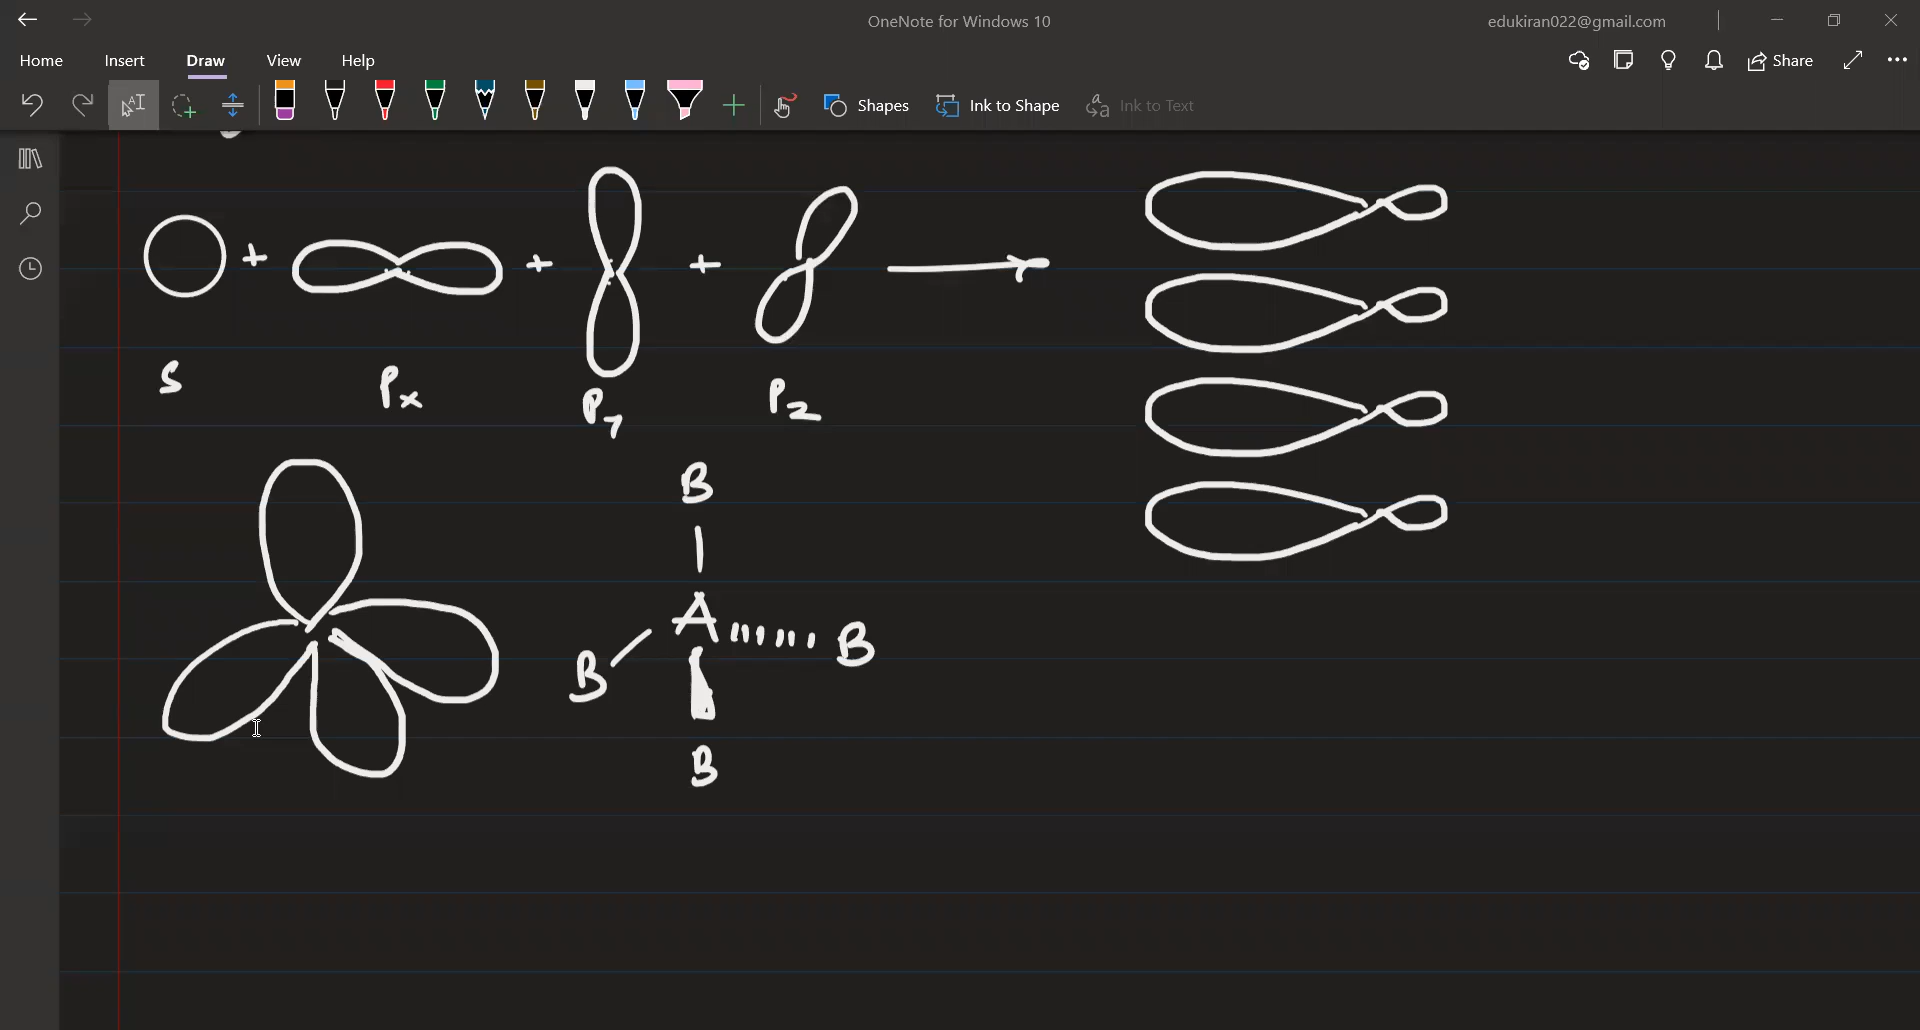 OneNote for Windows 10
edukiran022@gmail.com
Home Insert Draw View Help
Share
Shapes Ink to Shape Ink to Text
+ + +
S Px Py Pz
B
A
B B
B